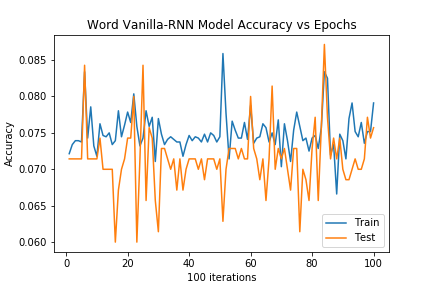 Word Vanilla-RNN Model Accuracy vs Epochs
Accuracy
0.085
0.080
0.075
0.070
0.065
0.060
0
20
40
60
80
100
100 iterations
Train
Test